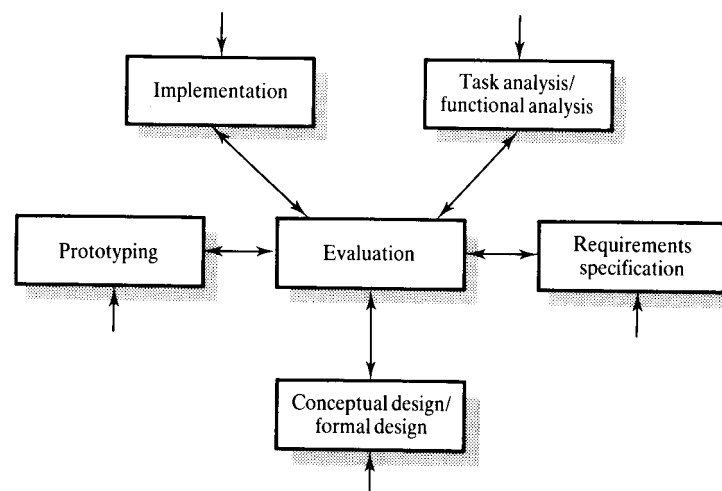 Implementation
Task analysis/
functional analysis
Prototyping
Evaluation
Requirements
specification
Conceptual design/
formal design